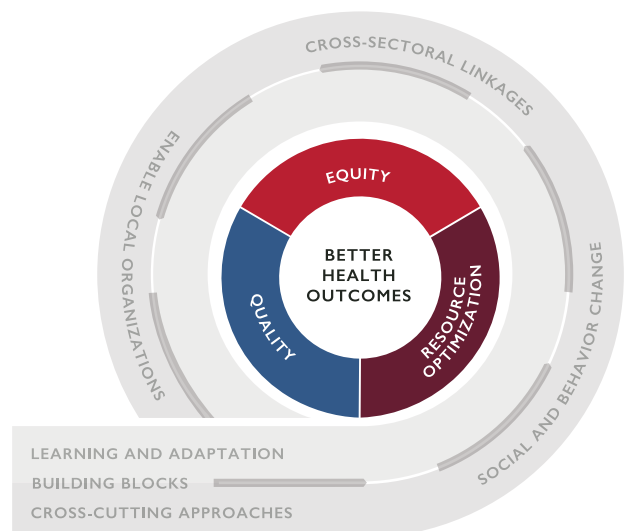 CROSS-SECTORAL LINKAGES
ENABLE LOCAL ORGANIZATIONS
EQUITY
BETTER
HEALTH
OUTCOMES
QUALITY
RESOURCE
OPTIMIZATION
SOCIAL AND BEHAVIOR CHANGE
LEARNING AND ADAPTATION
BUILDING BLOCKS
CROSS-CUTTING APPROACHES